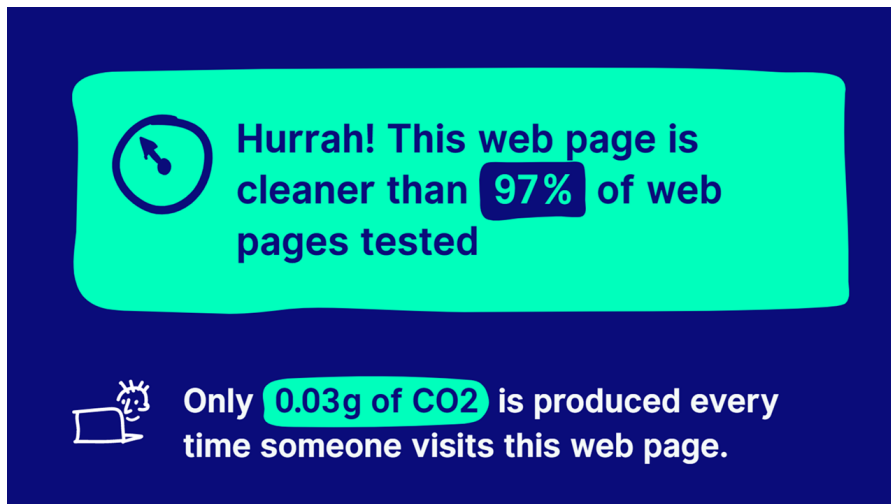 Hurrah! This web page is
cleaner than 97% of web
pages tested
Only 0.03g of CO2 is produced every
time someone visits this web page.